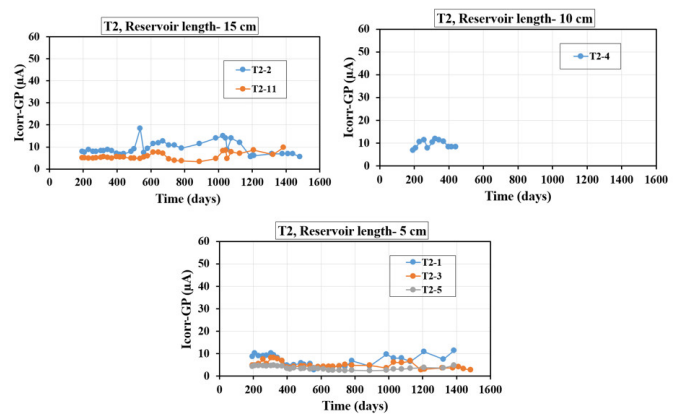 T2, Reservoir length- 15 cm
Icorr-GP (µA)
60
50
40
30
20
10
0
T2-2
T2-11
0 200 400 600 800 1000 1200 1400 1600
Time (days)
T2, Reservoir length- 10 cm
Icorr-GP (µA)
60
50
40
30
20
10
0
T2-4
0 200 400 600 800 1000 1200 1400 1600
Time (days)
T2, Reservoir length- 5 cm
Icorr-GP (µA)
60
50
40
30
20
10
0
T2-1
T2-3
T2-5
0 200 400 600 800 1000 1200 1400 1600
Time (days)